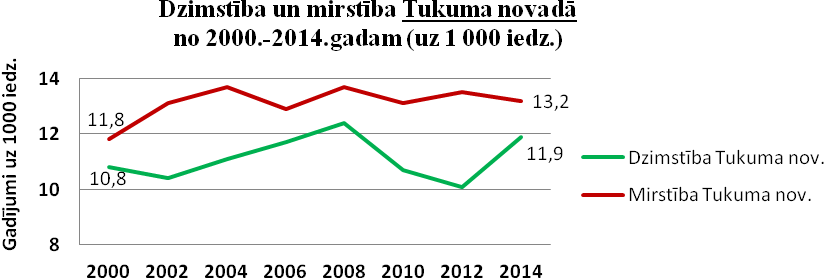 Dzimstība un mirstība Tukuma novadā
no 2000.-2014.gadam (uz 1 000 iedz.)
Gadījumi uz 1000 iedz.
14
12
10
8
11,8
10,8
13,2
11,9
2000 2002 2004 2006 2008 2010 2012 2014
Dzimstība Tukuma nov.
Mirstība Tukuma nov.